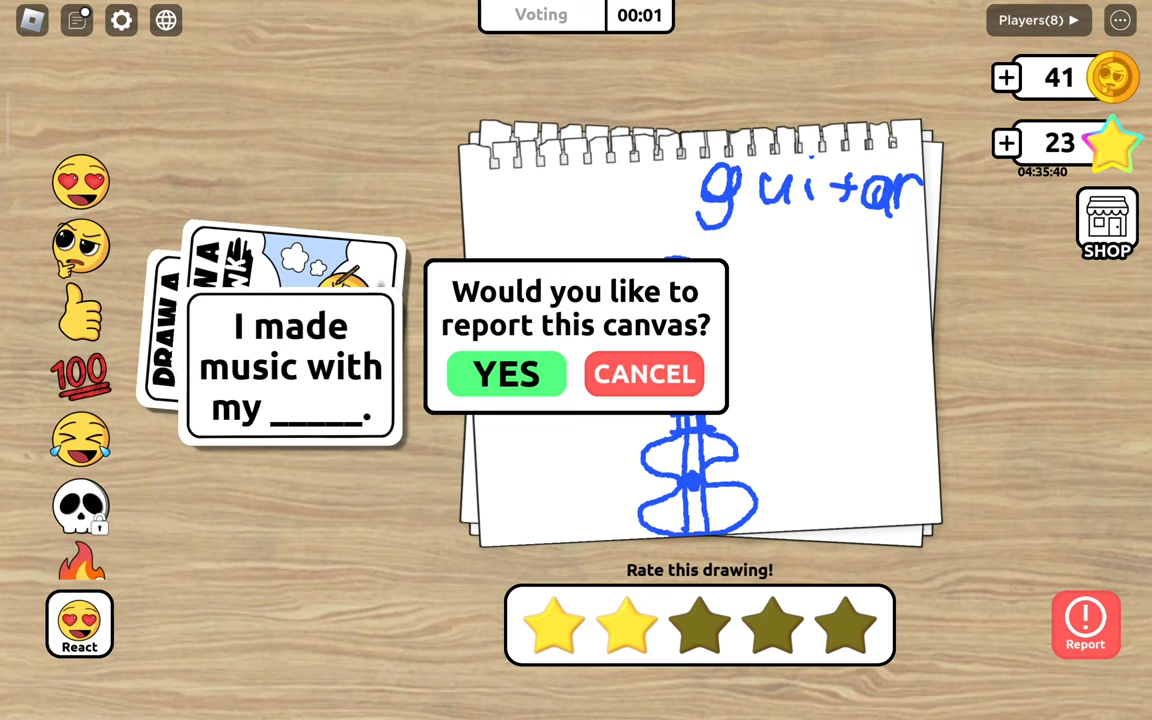 Voting
00:01
Players(8)
41
23
04:35:40
SHOP
guitar
DRAW A
W A
I made
music with
my _____.
Would you like to
report this canvas?
YES
CANCEL
100
Rate this drawing!
React
Report